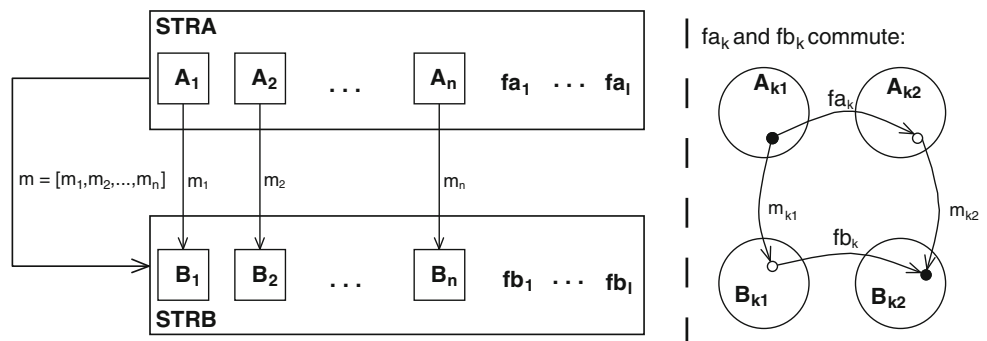 STRA
A₁ A₂ . . . Aₙ fa₁ . . . faₗ
m = [m₁,m₂,...,mₙ] m₁ m₂ mₙ
B₁ B₂ . . . Bₙ fb₁ . . . fbₗ
STRB
faₖ and fbₖ commute:
Aₖ₁ faₖ Aₖ₂
mₖ₁ mₖ₂
fbₖ
Bₖ₁ Bₖ₂